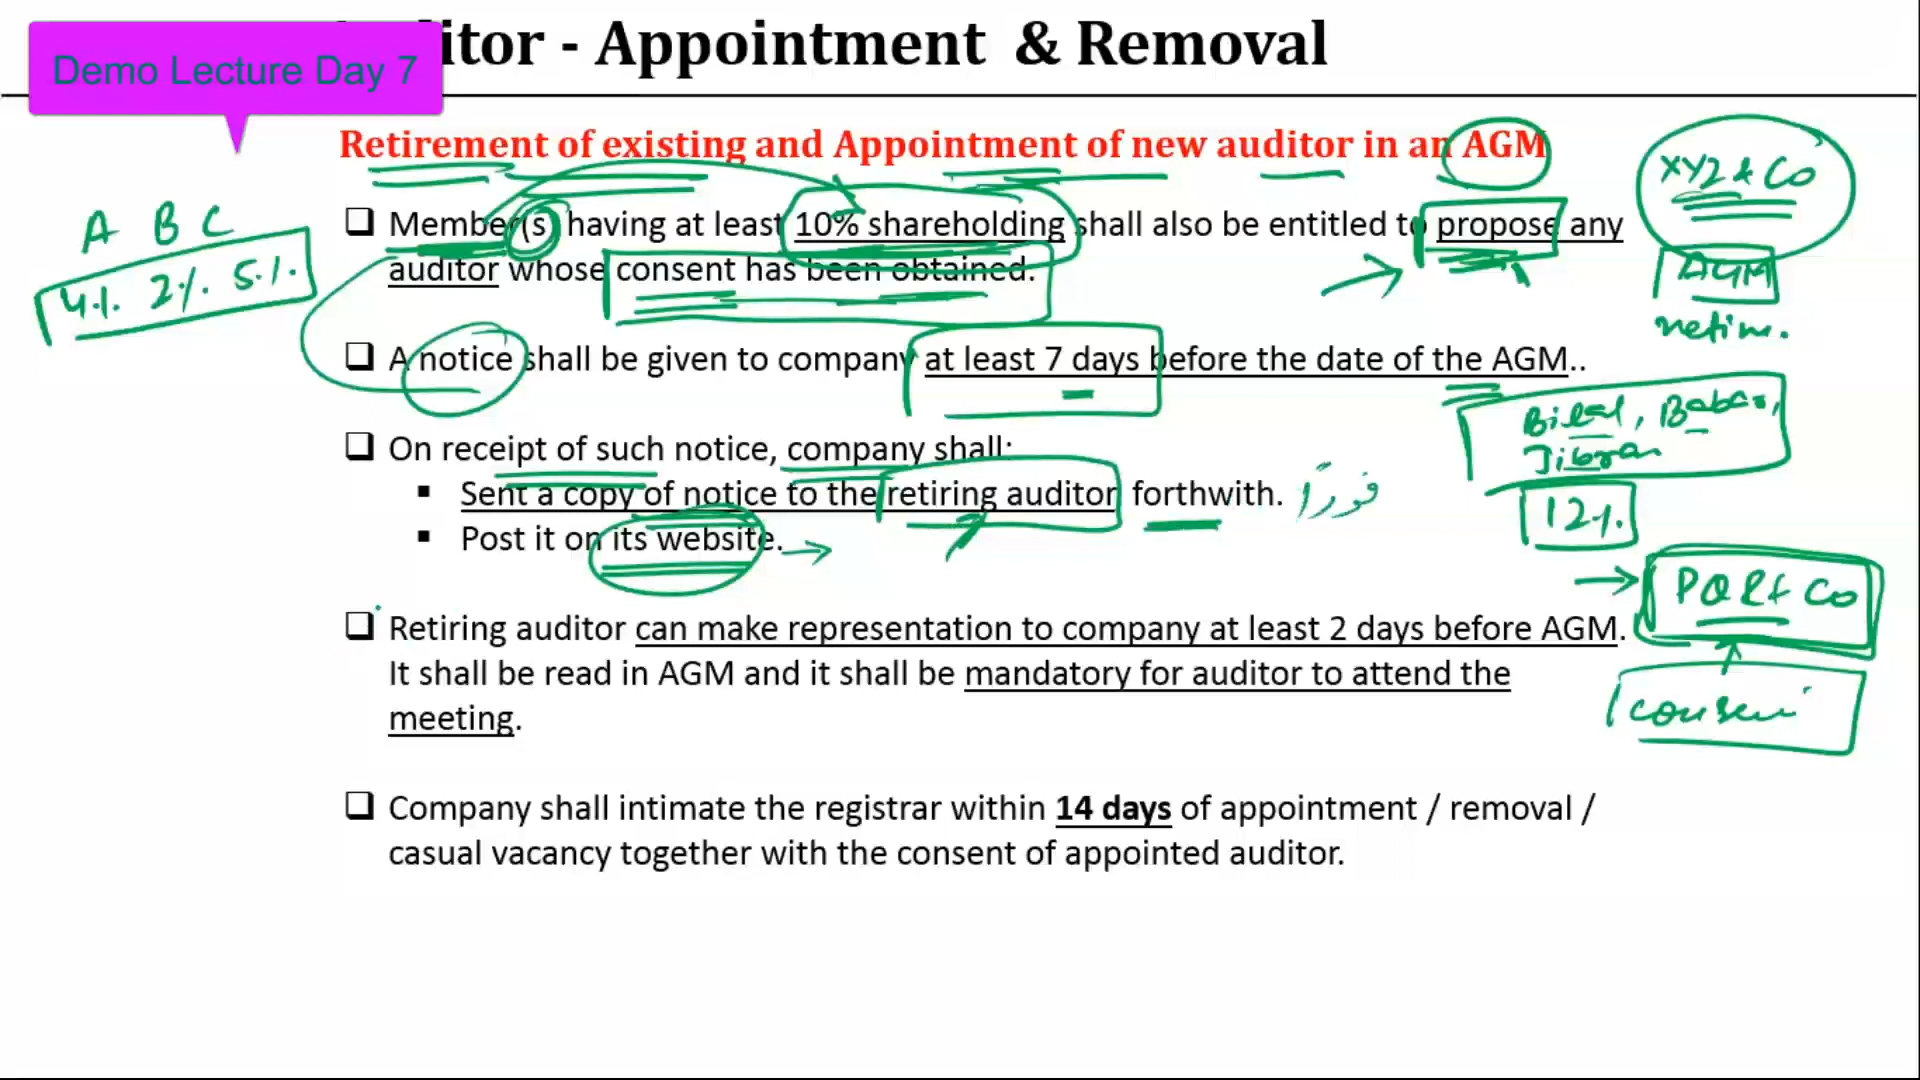 itor - Appointment & Removal
Demo Lecture Day 7
Retirement of existing and Appointment of new auditor in an AGM
XYZ & Co
A B C
❑ Member(s) having at least 10% shareholding shall also be entitled to propose any
auditor whose consent has been obtained.
4%. 2%. 5%.
AGM
retire.
❑ A notice shall be given to company at least 7 days before the date of the AGM..
Bilal, Babar,
Jibran
❑ On receipt of such notice, company shall:
▪ Sent a copy of notice to the retiring auditor forthwith. فوراً
12%.
▪ Post it on its website.
PQR & Co
❑ Retiring auditor can make representation to company at least 2 days before AGM.
It shall be read in AGM and it shall be mandatory for auditor to attend the
meeting.
consent
❑ Company shall intimate the registrar within 14 days of appointment / removal /
casual vacancy together with the consent of appointed auditor.